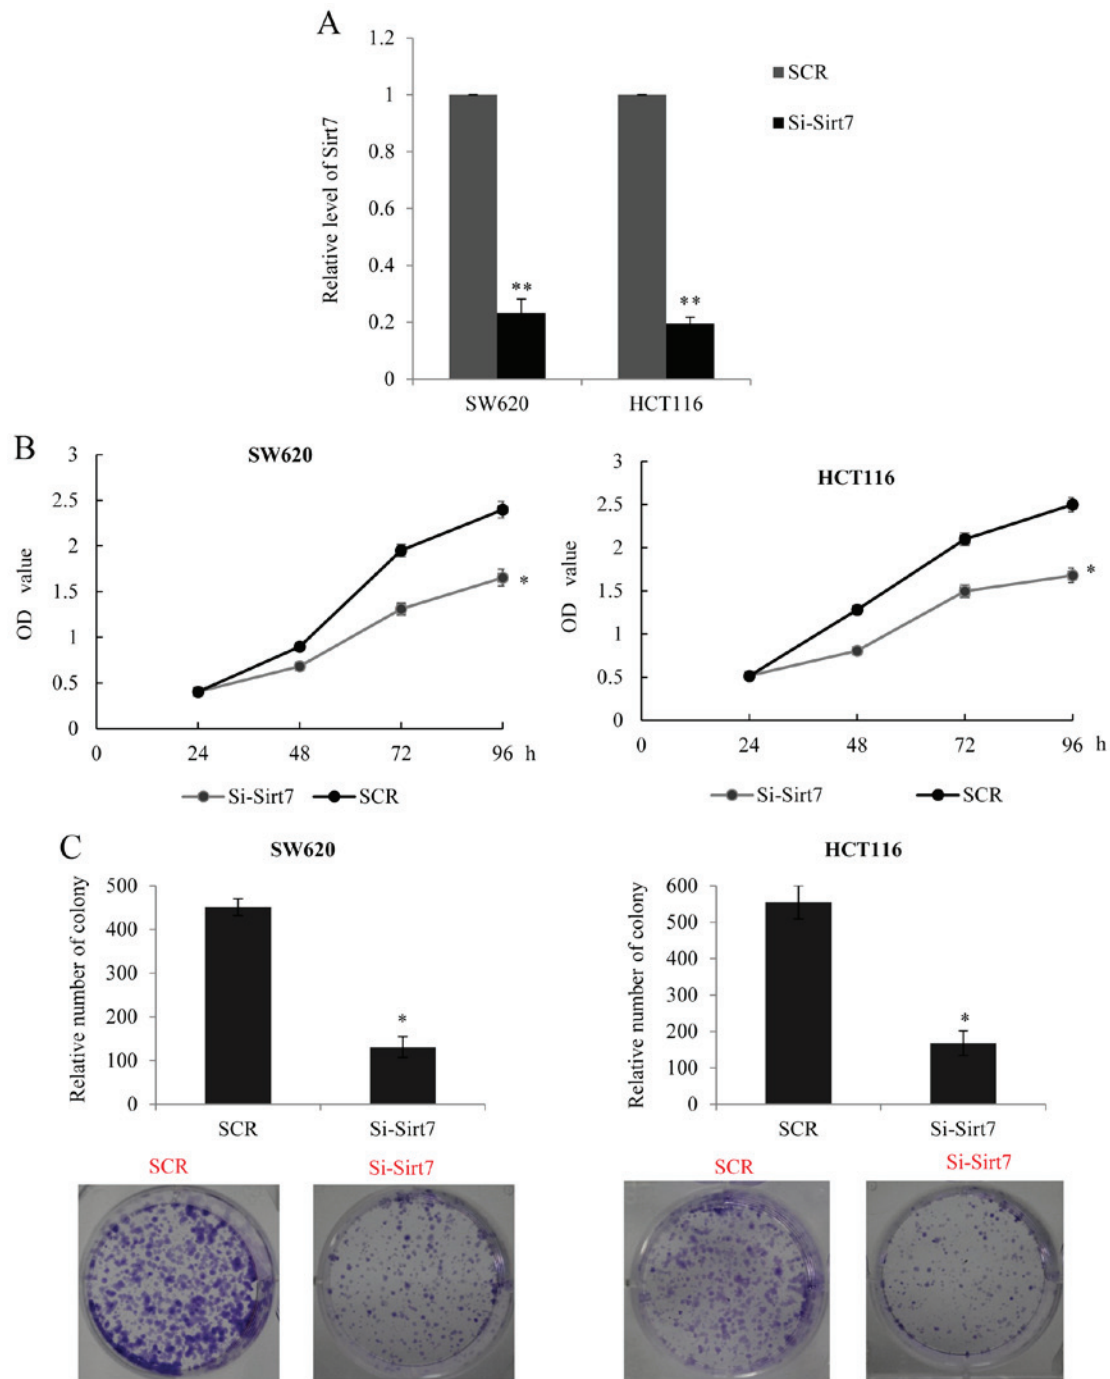 A
1.2
1
0.8
0.6
0.4
0.2
0
Relative level of Sirt7
SCR
Si-Sirt7
**
**
SW620 HCT116
B
SW620
3
2.5
2
1.5
1
0.5
0
OD value
*
0 24 48 72 96 h
Si-Sirt7 SCR
HCT116
3
2.5
2
1.5
1
0.5
0
OD value
*
0 24 48 72 96 h
Si-Sirt7 SCR
C
SW620
500
400
300
200
100
0
Relative number of colony
*
SCR Si-Sirt7
SCR Si-Sirt7
HCT116
600
500
400
300
200
100
0
Relative number of colony
*
SCR Si-Sirt7
SCR Si-Sirt7